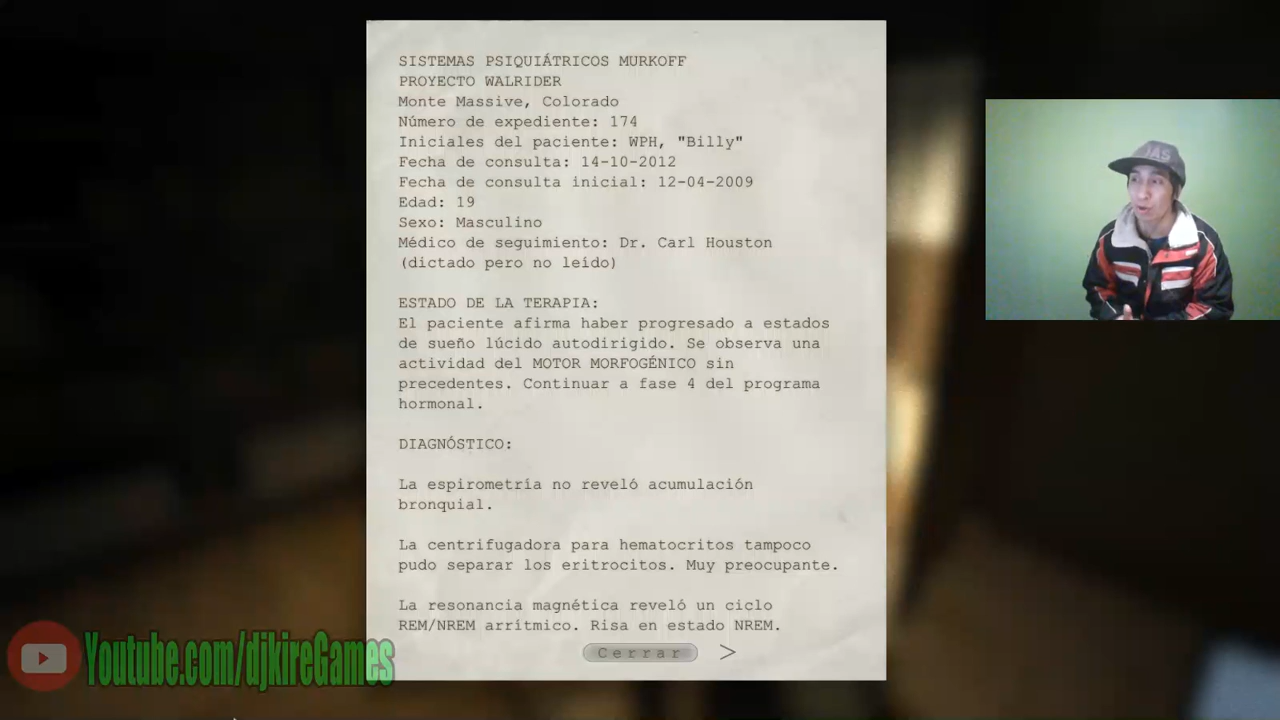 SISTEMAS PSIQUIÁTRICOS MURKOFF
PROYECTO WALRIDER
Monte Massive, Colorado
Número de expediente: 174
Iniciales del paciente: WPH, "Billy"
Fecha de consulta: 14-10-2012
Fecha de consulta inicial: 12-04-2009
Edad: 19
Sexo: Masculino
Médico de seguimiento: Dr. Carl Houston
(dictado pero no leído)
ESTADO DE LA TERAPIA:
El paciente afirma haber progresado a estados
de sueño lúcido autodirigido. Se observa una
actividad del MOTOR MORFOGÉNICO sin
precedentes. Continuar a fase 4 del programa
hormonal.
DIAGNÓSTICO:
La espirometría no reveló acumulación
bronquial.
La centrifugadora para hematocritos tampoco
pudo separar los eritrocitos. Muy preocupante.
La resonancia magnética reveló un ciclo
REM/NREM arrítmico. Risa en estado NREM.
Cerrar >
Youtube.com/djkireGames